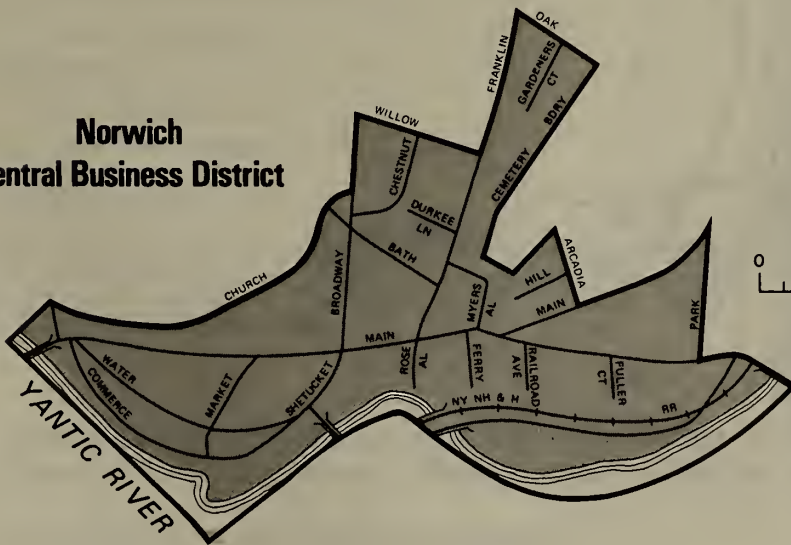 Norwich
entral Business District
OAK
FRANKLIN
GARDENERS
CT
CEMETERY BDRY
WILLOW
CHESTNUT
DURKEE
LN
BATH
BROADWAY
CHURCH
MYERS
AL
HILL
ARCADIA
MAIN
PARK
0
MAIN
ROSE
AL
FERRY
RAILROAD
AVE
FULLER
CT
WATER
COMMERCE
MARKET
SHETUCKET
NY NH & H
RR
YANTIC RIVER